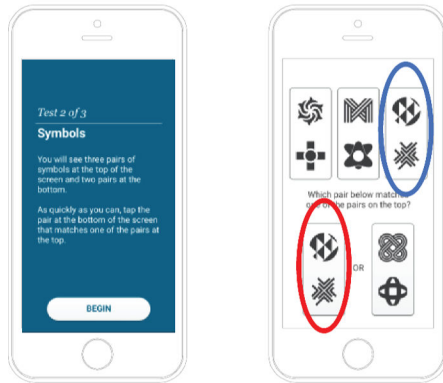 Test 2 of 3
Symbols
You will see three pairs of
symbols at the top of the
screen and two pairs at the
bottom.
As quickly as you can, tap the
pair at the bottom of the screen
that matches one of the pairs at
the top.
BEGIN
Which pair below matches
one of the pairs on the top?
OR